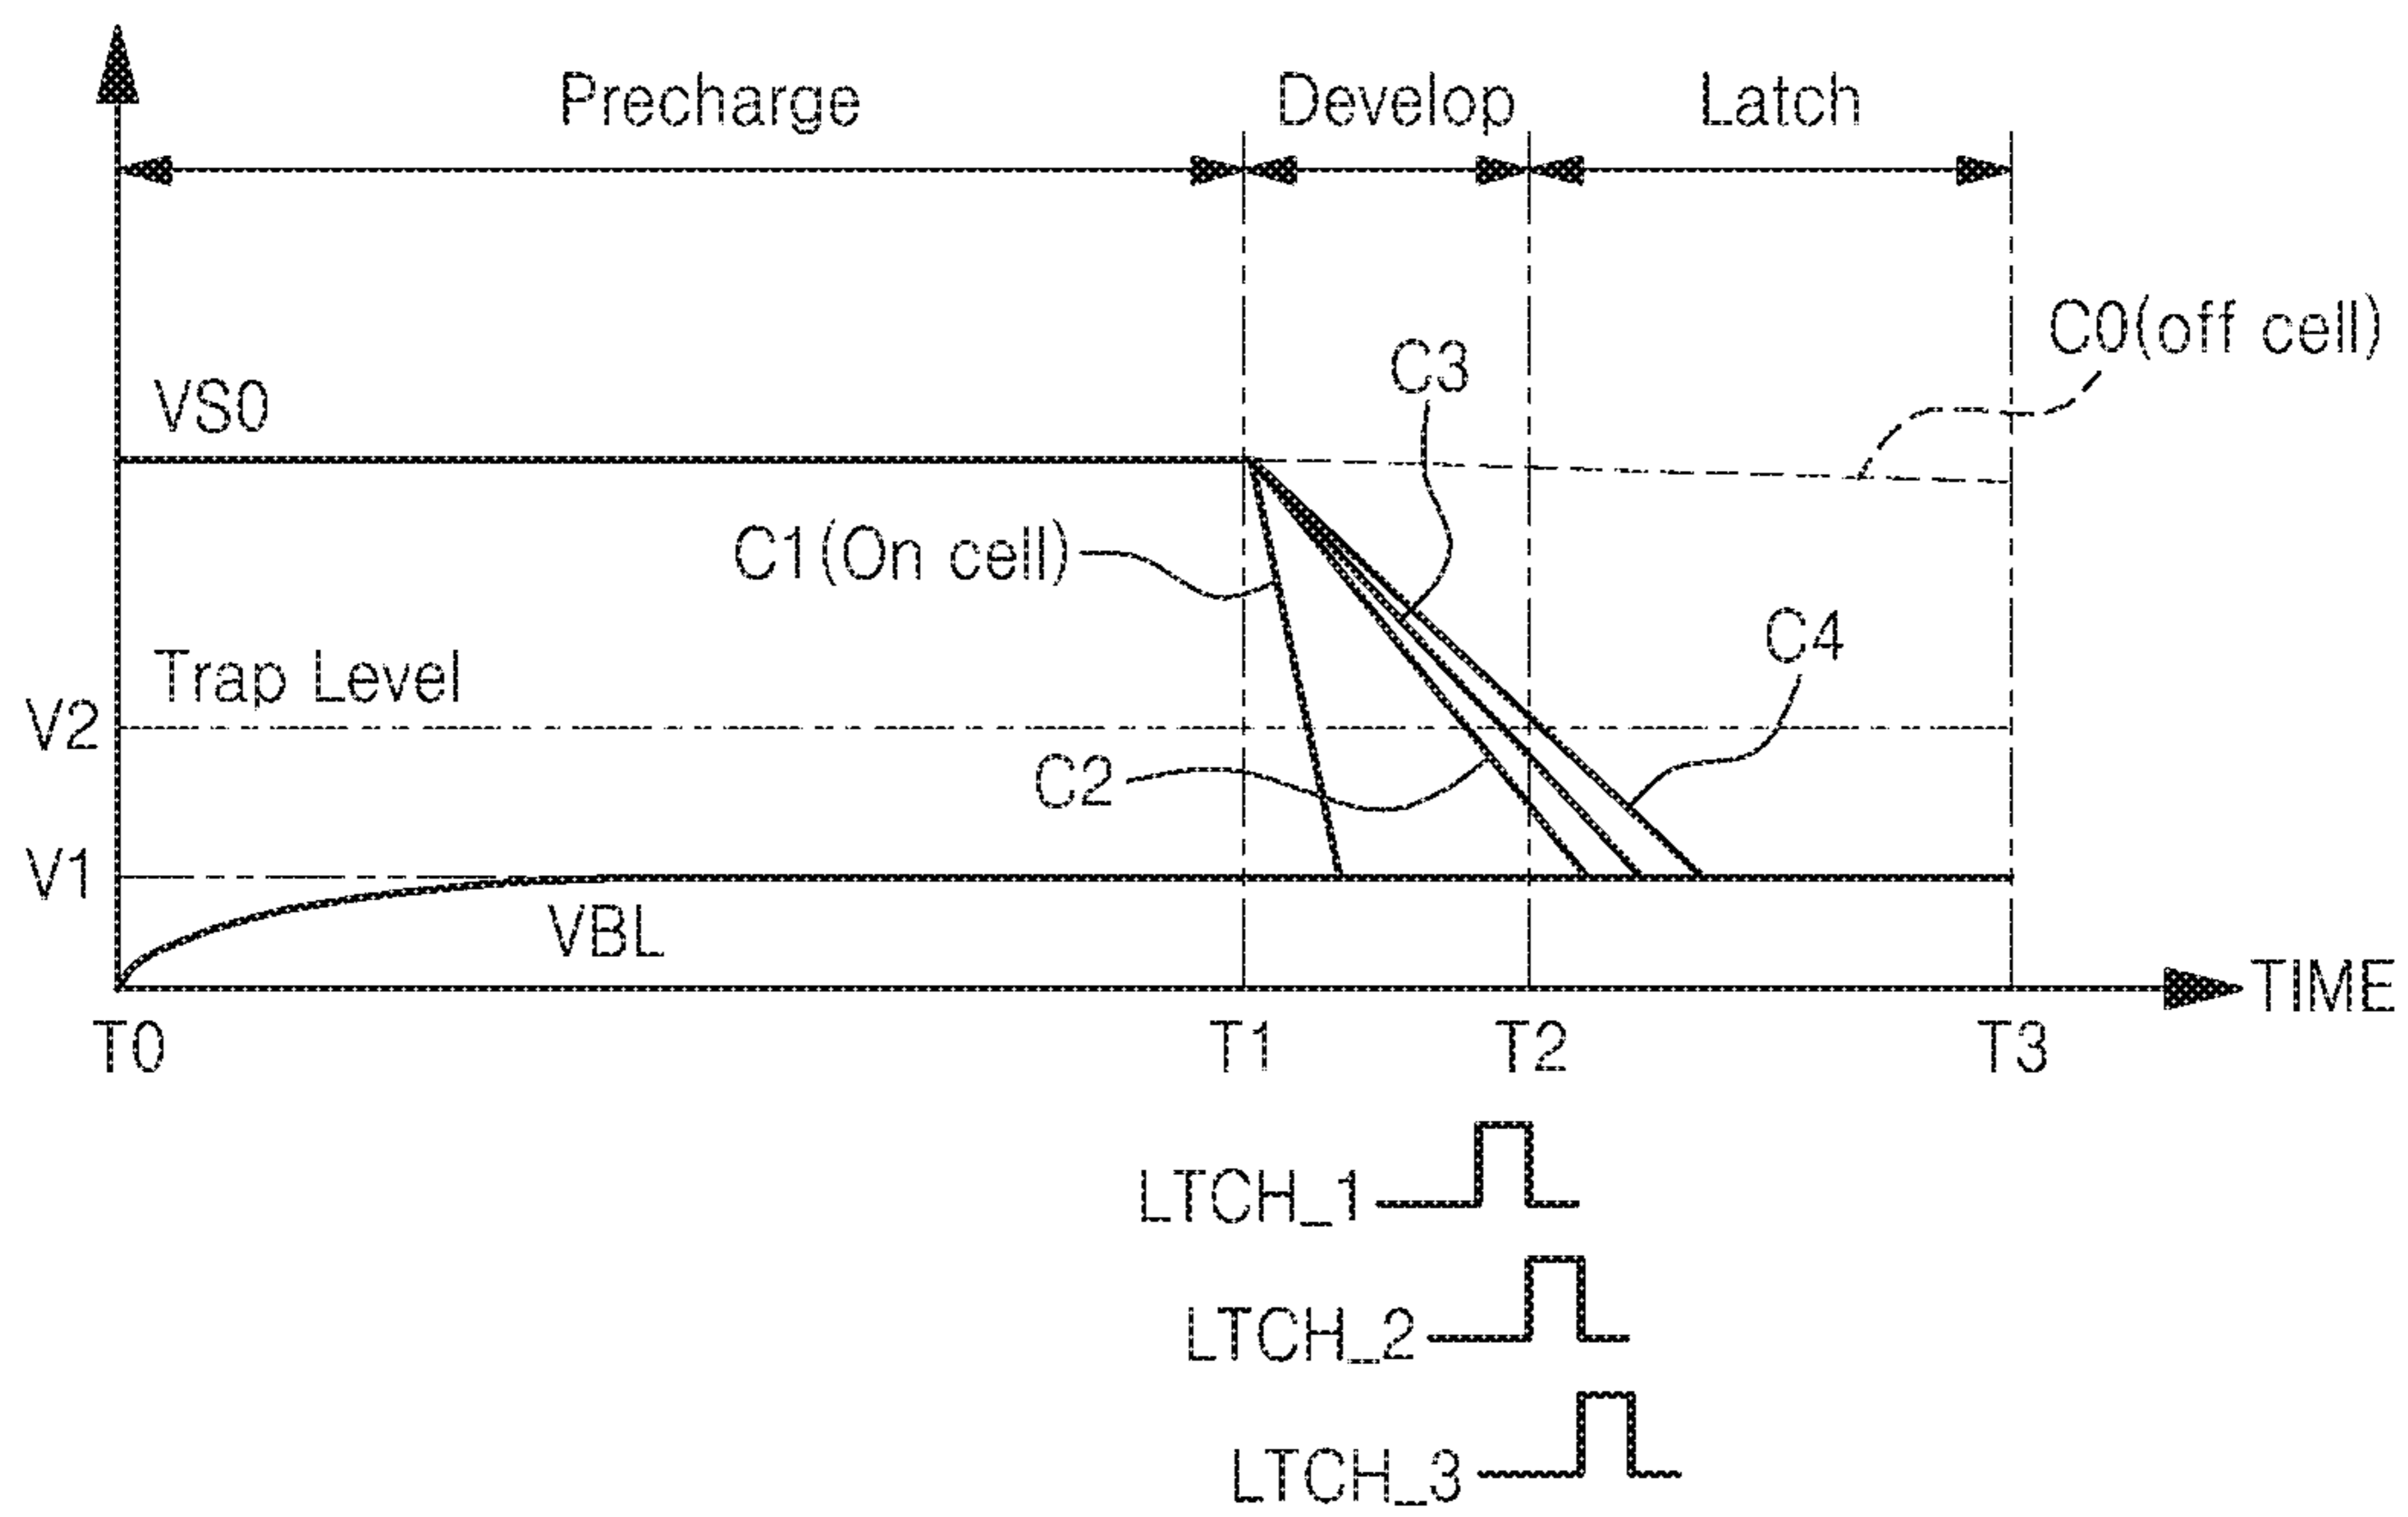 Precharge
Develop
Latch
C0(off cell)
C3
VS0
C1(On cell)
C4
Trap Level
V2
C2
V1
VBL
TIME
T0
T1
T2
T3
LTCH_1
LTCH_2
LTCH_3